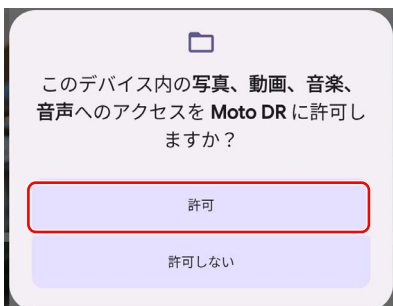 このデバイス内の写真、動画、音楽、
音声へのアクセスを Moto DR に許可し
ますか？
許可
許可しない